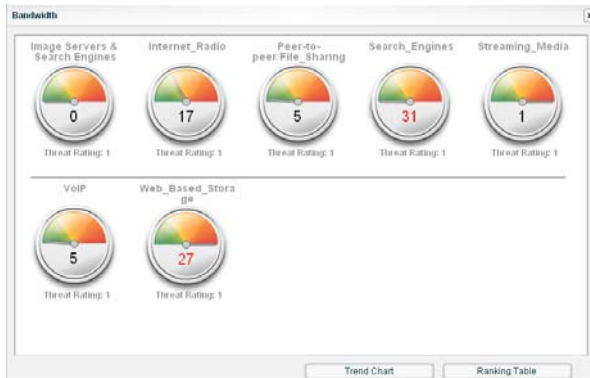 Bandwidth
x
Image Servers &
Search Engines
0
Threat Rating: 1
Internet_Radio
17
Threat Rating: 1
Peer-to-
peer/File_Sharing
5
Threat Rating: 1
Search_Engines
31
Threat Rating: 1
Streaming_Media
1
Threat Rating: 1
VoIP
5
Threat Rating: 1
Web_Based_Stora
ge
27
Threat Rating: 1
Trend Chart
Ranking Table